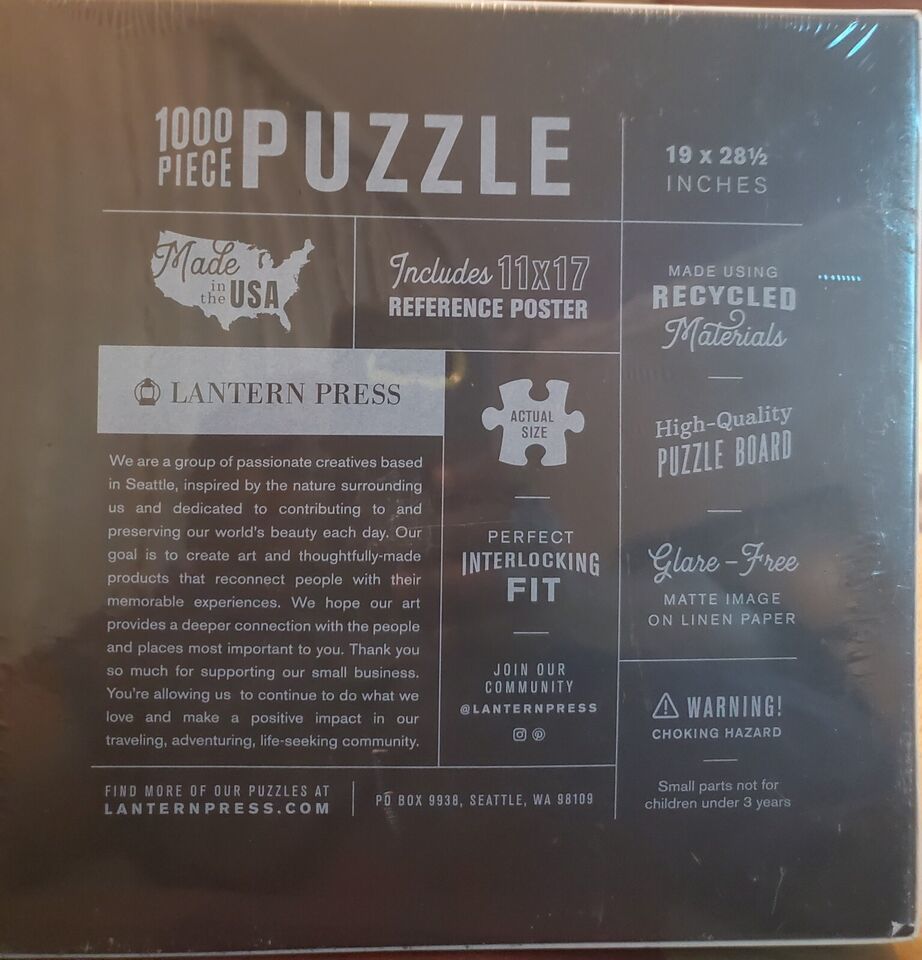 1000
PIECE
PUZZLE
19 x 28½
INCHES
Made
in
the USA
Includes 11x17
REFERENCE POSTER
MADE USING
RECYCLED
Materials
LANTERN PRESS
We are a group of passionate creatives based
in Seattle, inspired by the nature surrounding
us and dedicated to contributing to and
preserving our world's beauty each day. Our
goal is to create art and thoughtfully-made
products that reconnect people with their
memorable experiences. We hope our art
provides a deeper connection with the people
and places most important to you. Thank you
so much for supporting our small business.
You're allowing us to continue to do what we
love and make a positive impact in our
traveling, adventuring, life-seeking community.
ACTUAL
SIZE
PERFECT
INTERLOCKING
FIT
JOIN OUR
COMMUNITY
@LANTERNPRESS
High-Quality
PUZZLE BOARD
Glare-Free
MATTE IMAGE
ON LINEN PAPER
WARNING!
CHOKING HAZARD
Small parts not for
children under 3 years
FIND MORE OF OUR PUZZLES AT
LANTERNPRESS.COM
PO BOX 9938, SEATTLE, WA 98109